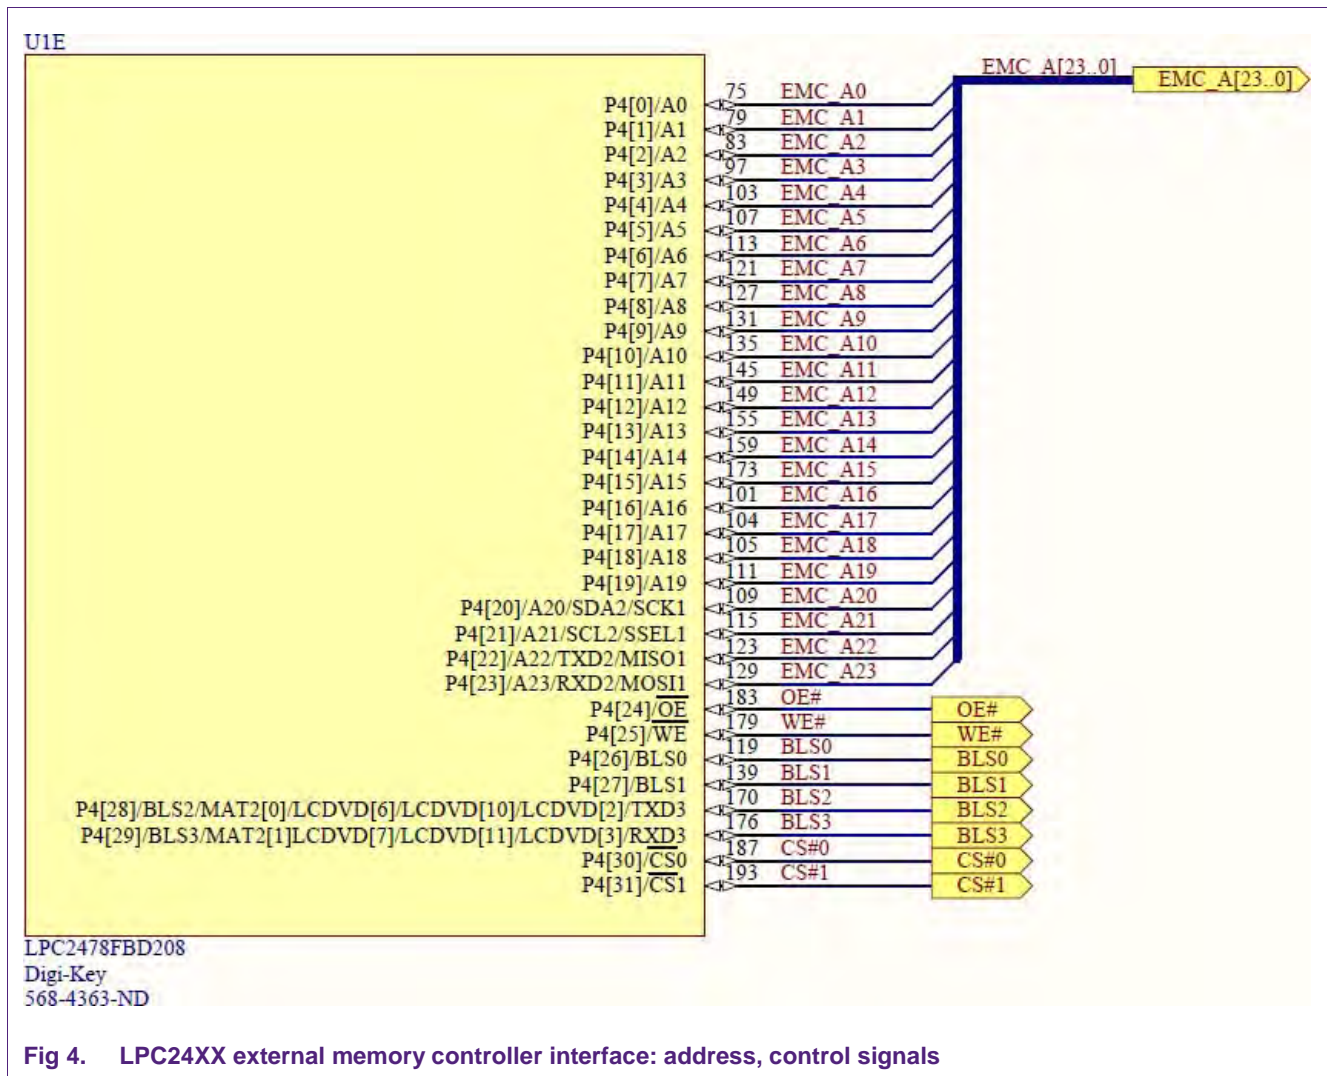 U1E
EMC_A[23..0] EMC_A[23..0]
P4[0]/A0 75 EMC_A0
P4[1]/A1 79 EMC_A1
P4[2]/A2 83 EMC_A2
P4[3]/A3 97 EMC_A3
P4[4]/A4 103 EMC_A4
P4[5]/A5 107 EMC_A5
P4[6]/A6 113 EMC_A6
P4[7]/A7 121 EMC_A7
P4[8]/A8 127 EMC_A8
P4[9]/A9 131 EMC_A9
P4[10]/A10 135 EMC_A10
P4[11]/A11 145 EMC_A11
P4[12]/A12 149 EMC_A12
P4[13]/A13 155 EMC_A13
P4[14]/A14 159 EMC_A14
P4[15]/A15 173 EMC_A15
P4[16]/A16 101 EMC_A16
P4[17]/A17 104 EMC_A17
P4[18]/A18 105 EMC_A18
P4[19]/A19 111 EMC_A19
P4[20]/A20/SDA2/SCK1 109 EMC_A20
P4[21]/A21/SCL2/SSEL1 115 EMC_A21
P4[22]/A22/TXD2/MISO1 123 EMC_A22
P4[23]/A23/RXD2/MOSI1 129 EMC_A23
P4[24]/OE 183 OE# OE#
P4[25]/WE 179 WE# WE#
P4[26]/BLS0 119 BLS0 BLS0
P4[27]/BLS1 139 BLS1 BLS1
P4[28]/BLS2/MAT2[0]/LCDVD[6]/LCDVD[10]/LCDVD[2]/TXD3 170 BLS2 BLS2
P4[29]/BLS3/MAT2[1]LCDVD[7]/LCDVD[11]/LCDVD[3]/RXD3 176 BLS3 BLS3
P4[30]/CS0 187 CS#0 CS#0
P4[31]/CS1 193 CS#1 CS#1
LPC2478FBD208
Digi-Key
568-4363-ND
Fig 4. LPC24XX external memory controller interface: address, control signals